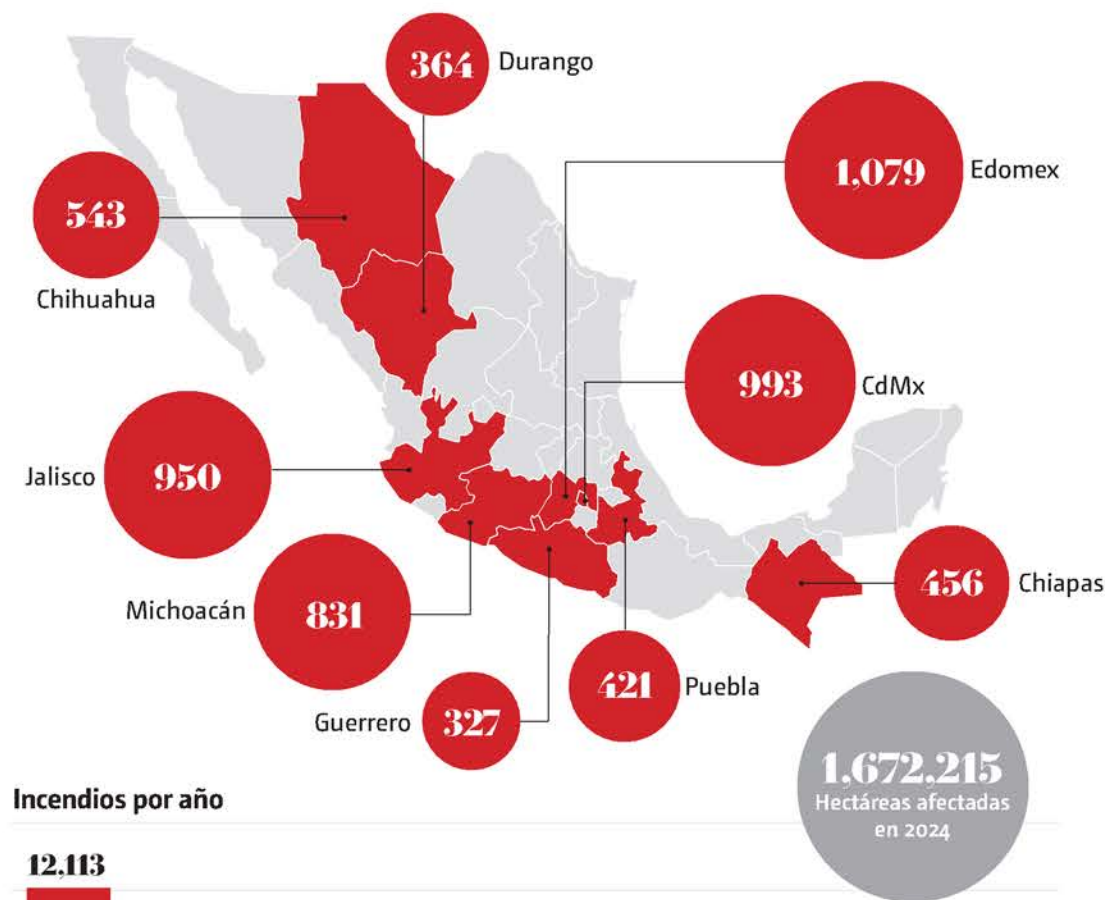 364
Durango
1,079
Edomex
543
Chihuahua
993
CdMx
Jalisco
950
456
Chiapas
Michoacán
831
421
Puebla
Guerrero
327
1,672,215
Hectáreas afectadas
en 2024
Incendios por año
12,113